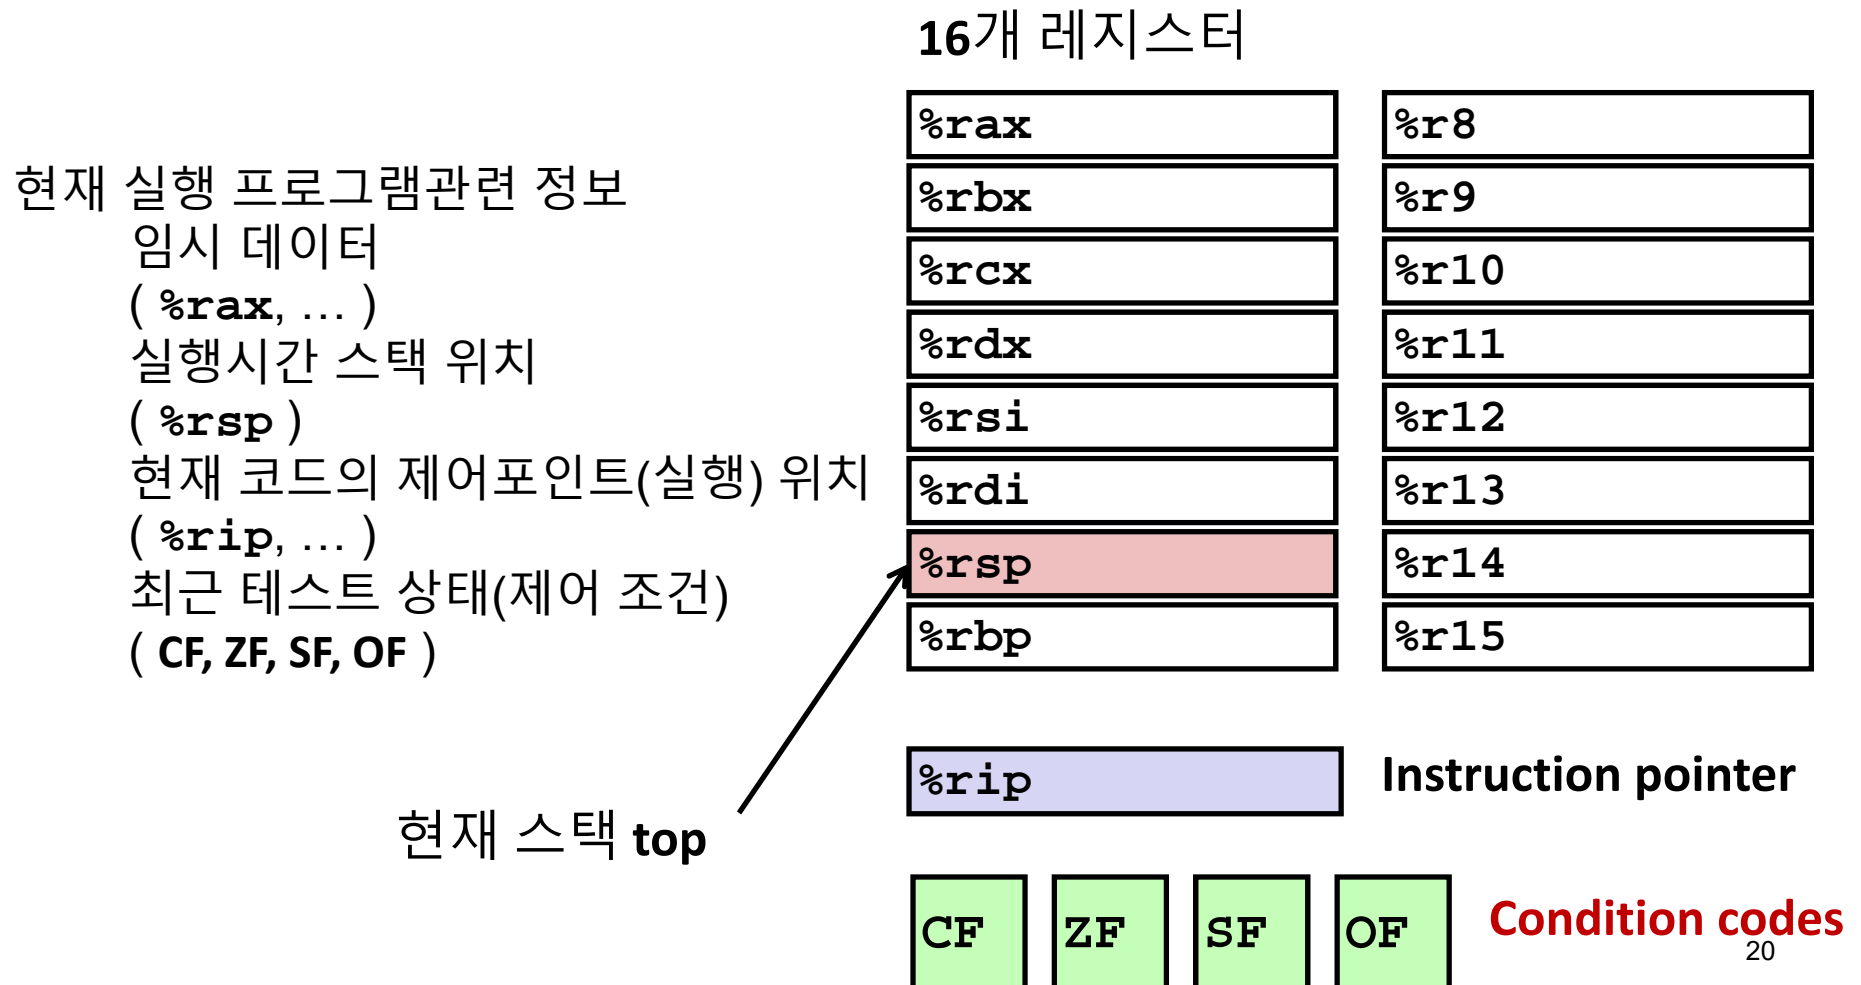 16개 레지스터
현재 실행 프로그램관련 정보
임시 데이터
( %rax, … )
실행시간 스택 위치
( %rsp )
현재 코드의 제어포인트(실행) 위치
( %rip, … )
최근 테스트 상태(제어 조건)
( CF, ZF, SF, OF )
현재 스택 top
%rax
%rbx
%rcx
%rdx
%rsi
%rdi
%rsp
%rbp
%r8
%r9
%r10
%r11
%r12
%r13
%r14
%r15
%rip
Instruction pointer
CF
ZF
SF
OF
Condition codes
20